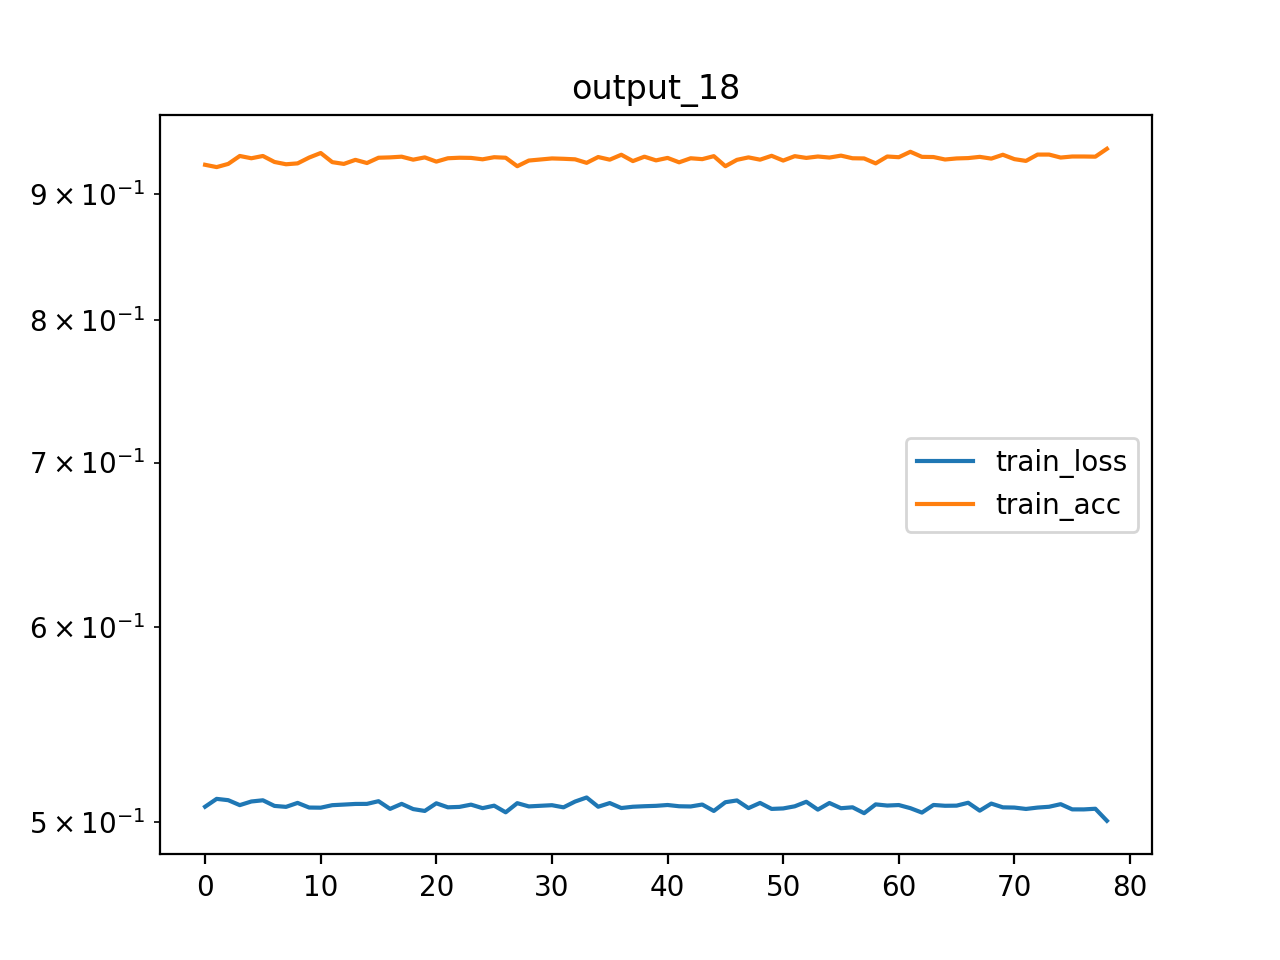 output_18
9 × 10⁻¹
8 × 10⁻¹
7 × 10⁻¹
6 × 10⁻¹
5 × 10⁻¹
train_loss
train_acc
0 10 20 30 40 50 60 70 80